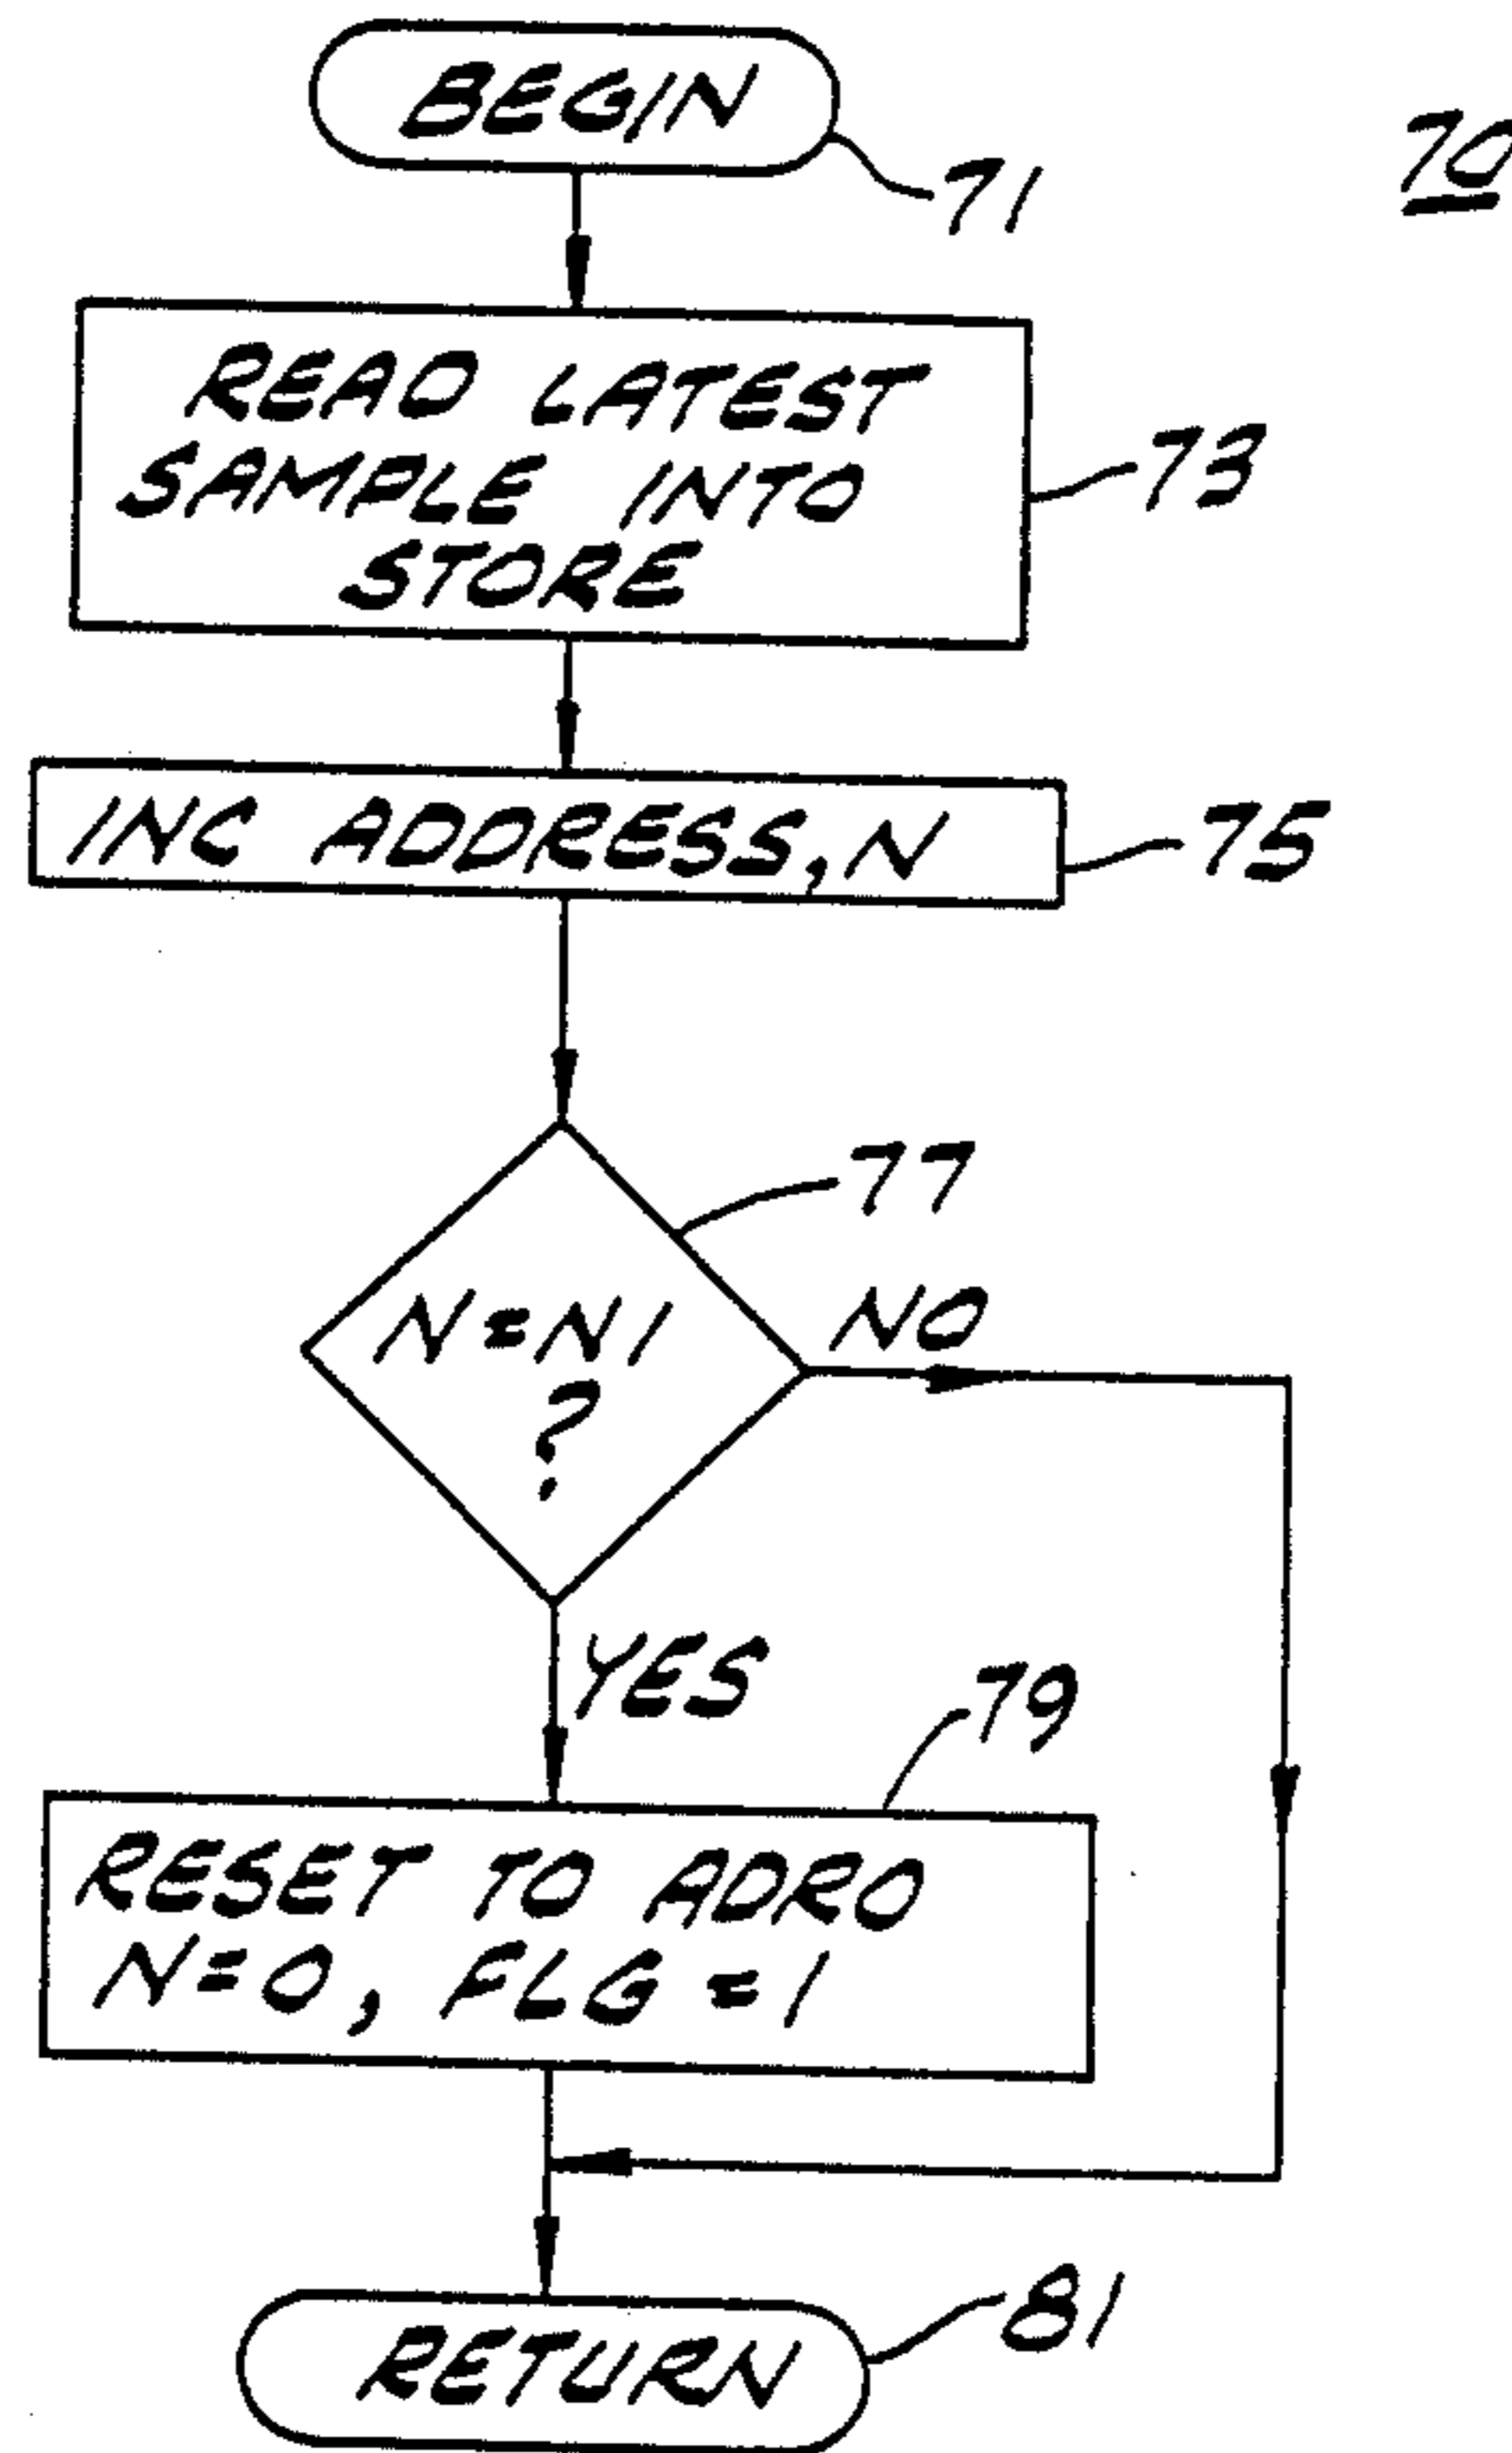 BEGIN
71
70
READ LATEST
SAMPLE INTO
STORE
73
INC ADDRESS, N
75
77
N=N1
?
NO
YES
79
RESET TO ADR0
N=0, FLG=1
RETURN
81